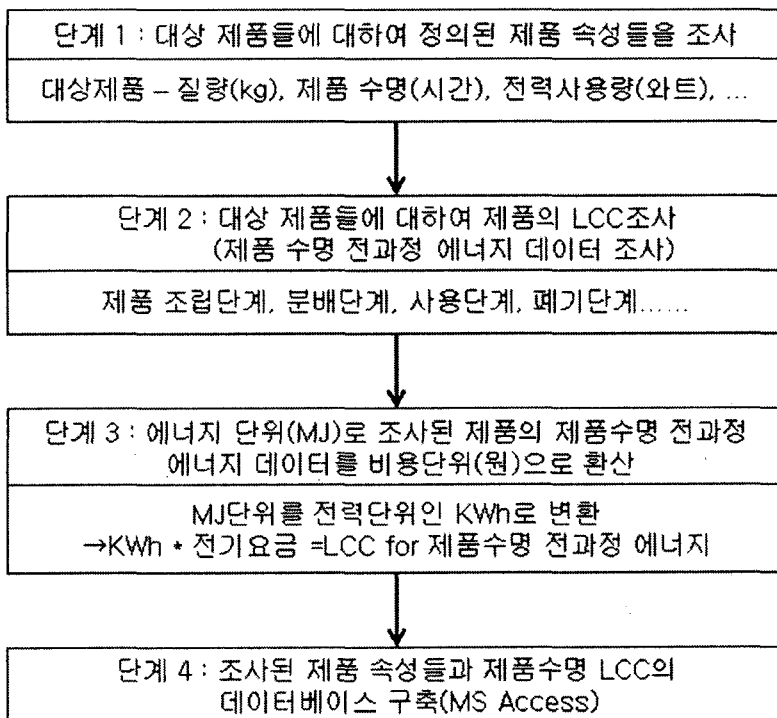 단계 1 : 대상 제품들에 대하여 정의된 제품 속성들을 조사
대상제품 – 질량(kg), 제품 수명(시간), 전력사용량(와트), ...
단계 2 : 대상 제품들에 대하여 제품의 LCC조사
(제품 수명 전과정 에너지 데이터 조사)
제품 조립단계, 분배단계, 사용단계, 폐기단계......
단계 3 : 에너지 단위(MJ)로 조사된 제품의 제품수명 전과정
에너지 데이터를 비용단위(원)으로 환산
MJ단위를 전력단위인 KWh로 변환
→KWh * 전기요금 =LCC for 제품수명 전과정 에너지
단계 4 : 조사된 제품 속성들과 제품수명 LCC의
데이터베이스 구축(MS Access)